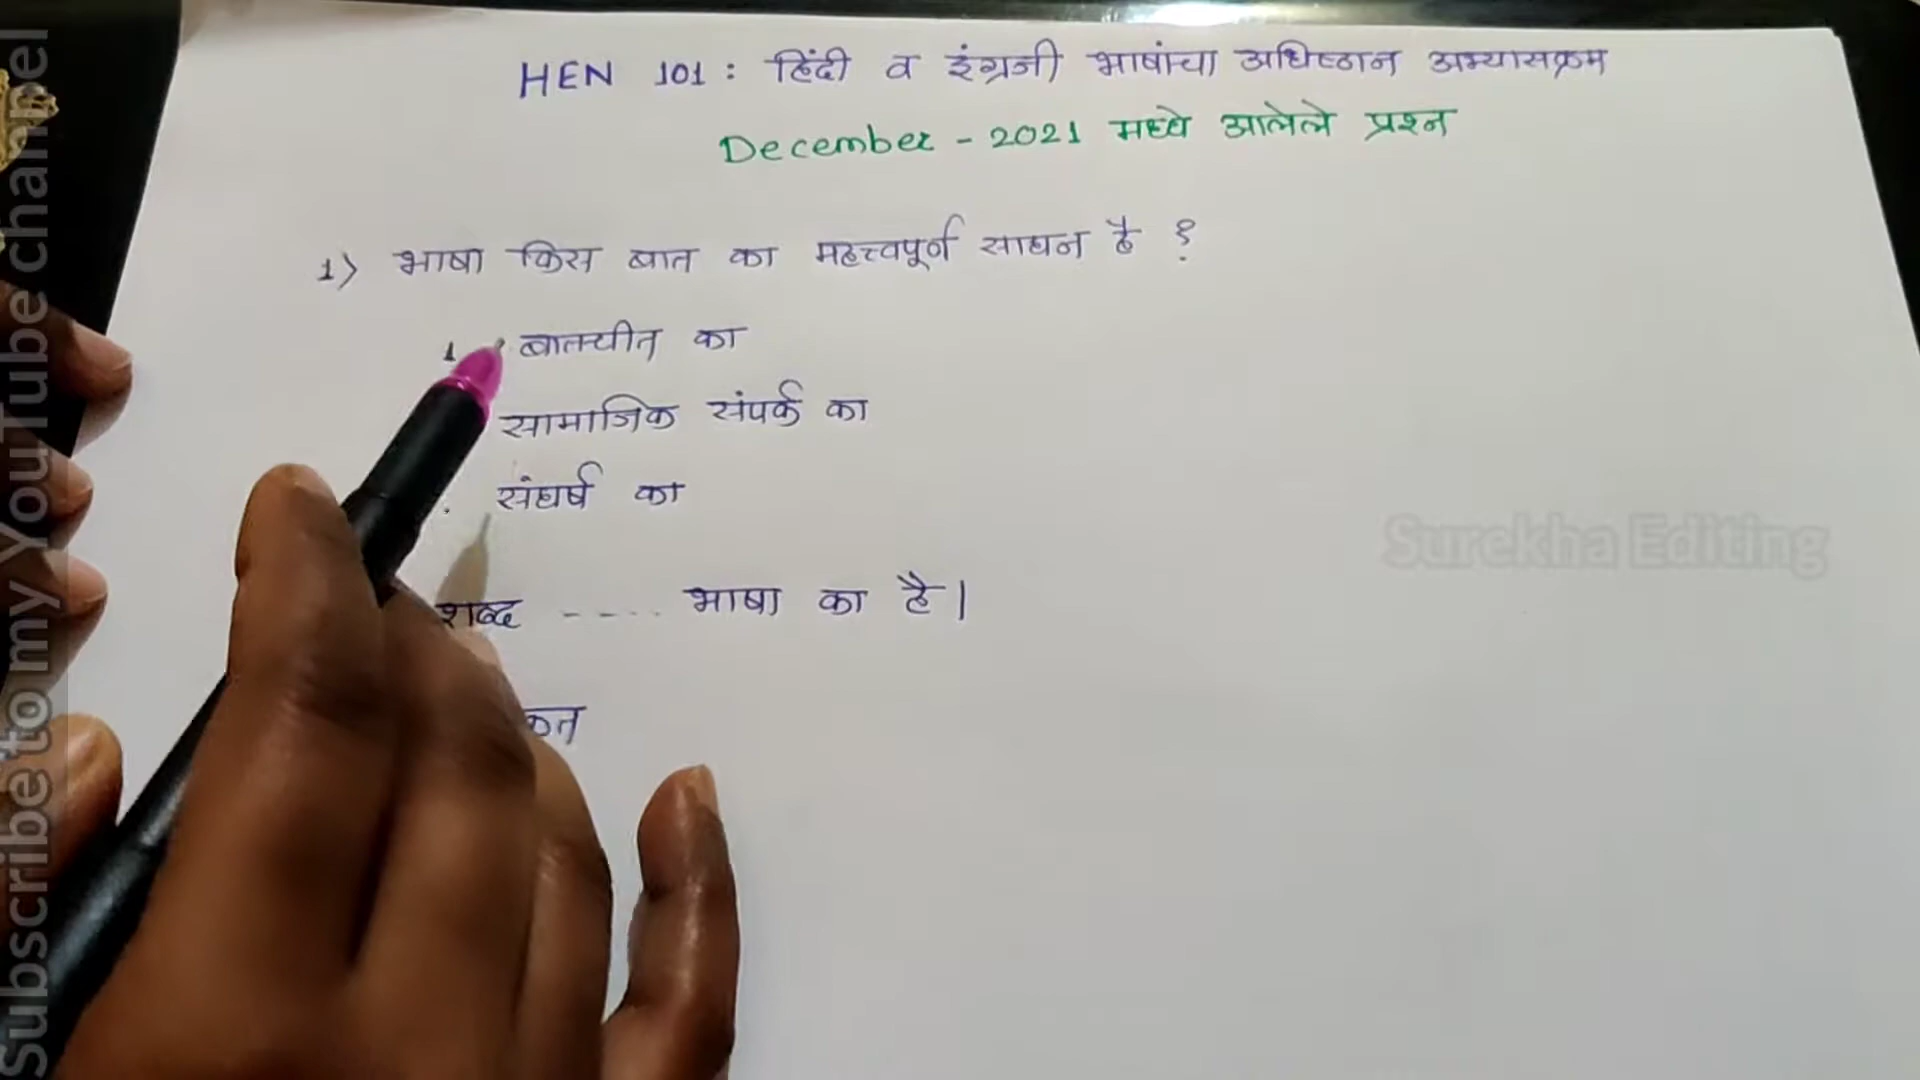 HEN 101 : हिंदी व इंग्रजी भाषांचा अधिष्ठान अभ्यासक्रम
December - 2021 मध्ये आलेले प्रश्न
1) भाषा किस बात का महत्त्वपूर्ण साधन है ?
1 बातचीत का
सामाजिक संपर्क का
संघर्ष का
शब्द ---- भाषा का है |
Subscribe to my YouTube channel
Surekha Editing